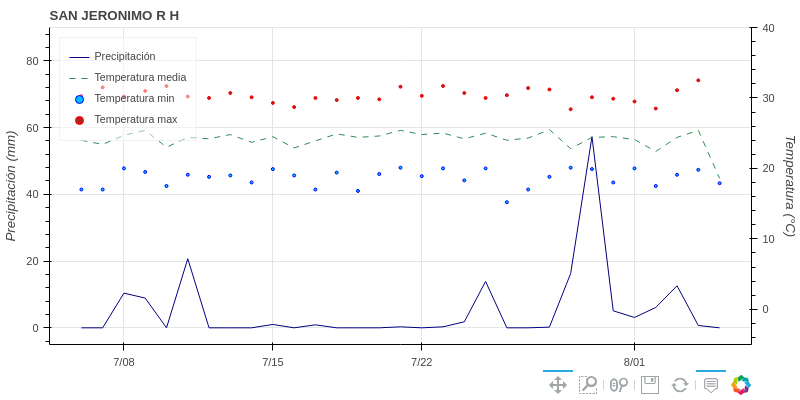 SAN JERONIMO R H
Precipitación
Temperatura media
Temperatura min
Temperatura max
Precipitación (mm)
80
60
40
20
0
40
30
20
10
0
Temperatura (°C)
7/08
7/15
7/22
8/01